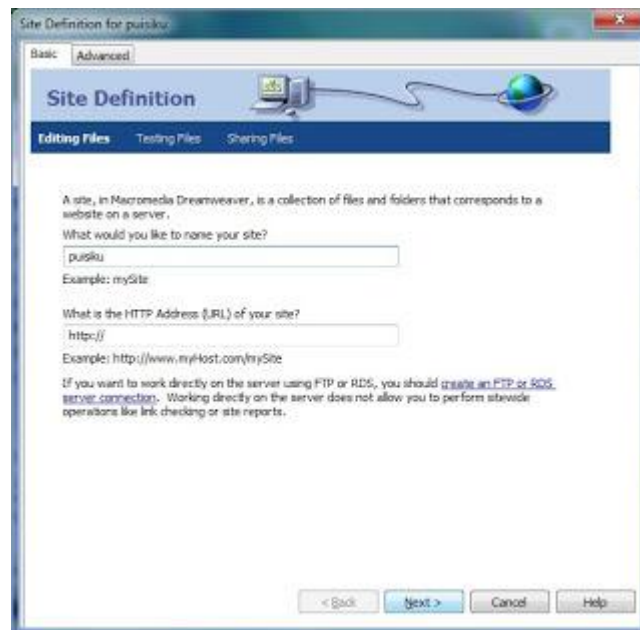 Site Definition for puisiku
Basic Advanced
Site Definition
Editing Files Testing Files Sharing Files
A site, in Macromedia Dreamweaver, is a collection of files and folders that corresponds to a
website on a server.
What would you like to name your site?
puisiku
Example: mySite
What is the HTTP Address (URL) of your site?
http://
Example: http://www.myHost.com/mySite
If you want to work directly on the server using FTP or RDS, you should create an FTP or RDS
server connection. Working directly on the server does not allow you to perform sitewide
operations like link checking or site reports.
< Back Next > Cancel Help